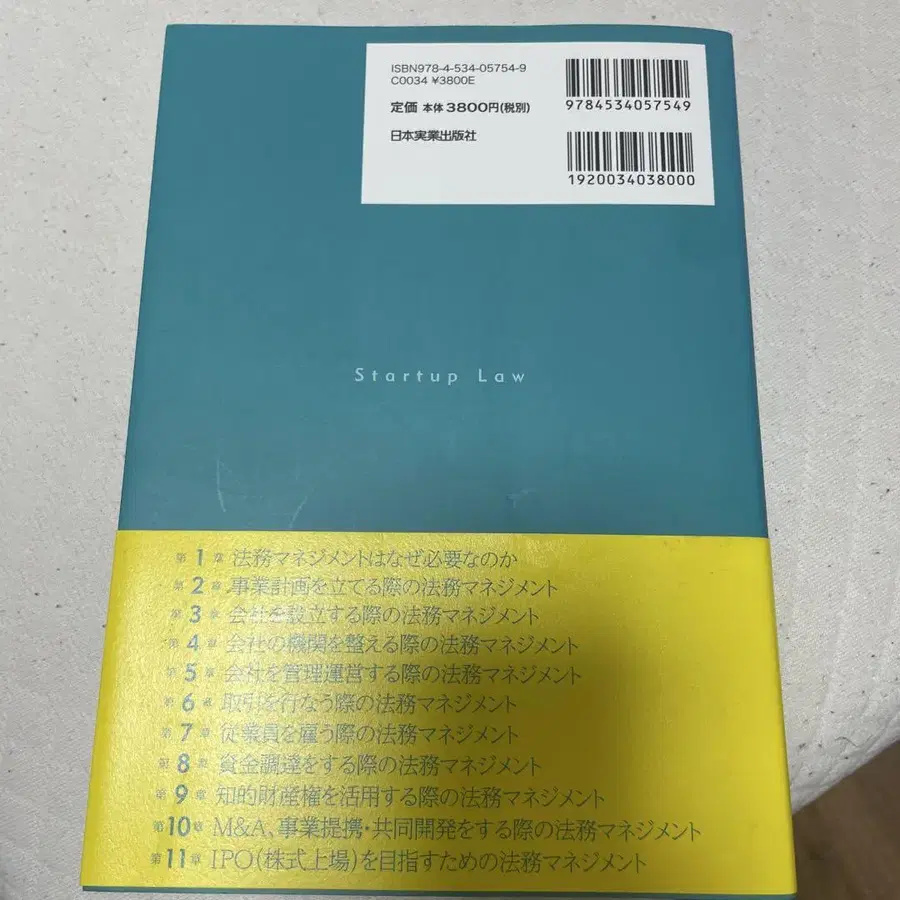 ISBN978-4-534-05754-9
C0034 ¥3800E
定価 本体3800円(税別)
日本実業出版社
9784534057549
1920034038000
Startup Law
第1章 法務マネジメントはなぜ必要なのか
第2章 事業計画を立てる際の法務マネジメント
第3章 会社を設立する際の法務マネジメント
第4章 会社の機関を整える際の法務マネジメント
第5章 会社を管理運営する際の法務マネジメント
第6章 取引を行なう際の法務マネジメント
第7章 従業員を雇う際の法務マネジメント
第8章 資金調達をする際の法務マネジメント
第9章 知的財産権を活用する際の法務マネジメント
第10章 M&A、事業提携・共同開発をする際の法務マネジメント
第11章 IPO(株式上場)を目指すための法務マネジメント